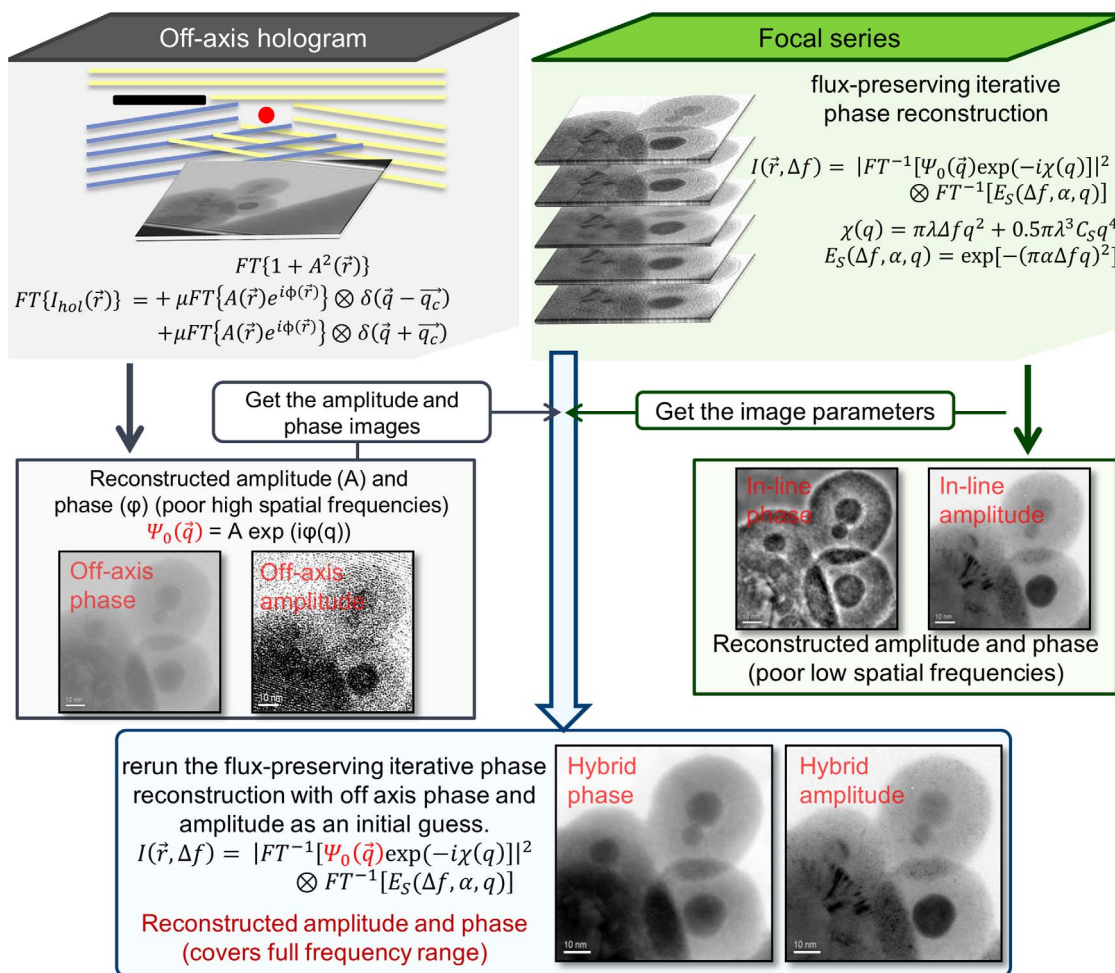 Off-axis hologram
FT{1 + A²(r⃗)}
FT{I_hol(r⃗)} = + μFT{A(r⃗)e^{iϕ(r⃗)}} ⊗ δ(q⃗ − q_c⃗)
+μFT{A(r⃗)e^{iϕ(r⃗)}} ⊗ δ(q⃗ + q_c⃗)
Focal series
flux-preserving iterative
phase reconstruction
I(r⃗, Δf) = |FT⁻¹[Ψ₀(q⃗)exp(−iχ(q)]|²
⊗ FT⁻¹[E_S(Δf, α, q)]
χ(q) = πλΔfq² + 0.5πλ³C_Sq⁴
E_S(Δf, α, q) = exp[−(παΔfq)²]
Get the amplitude and
phase images
Get the image parameters
Reconstructed amplitude (A) and
phase (φ) (poor high spatial frequencies)
Ψ₀(q⃗) = A exp (iφ(q))
Off-axis
phase
10 nm
Off-axis
amplitude
10 nm
In-line
phase
10 nm
In-line
amplitude
10 nm
Reconstructed amplitude and phase
(poor low spatial frequencies)
rerun the flux-preserving iterative phase
reconstruction with off axis phase and
amplitude as an initial guess.
I(r⃗, Δf) = |FT⁻¹[Ψ₀(q⃗)exp(−iχ(q)]|²
⊗ FT⁻¹[E_S(Δf, α, q)]
Reconstructed amplitude and phase
(covers full frequency range)
Hybrid
phase
10 nm
Hybrid
amplitude
10 nm